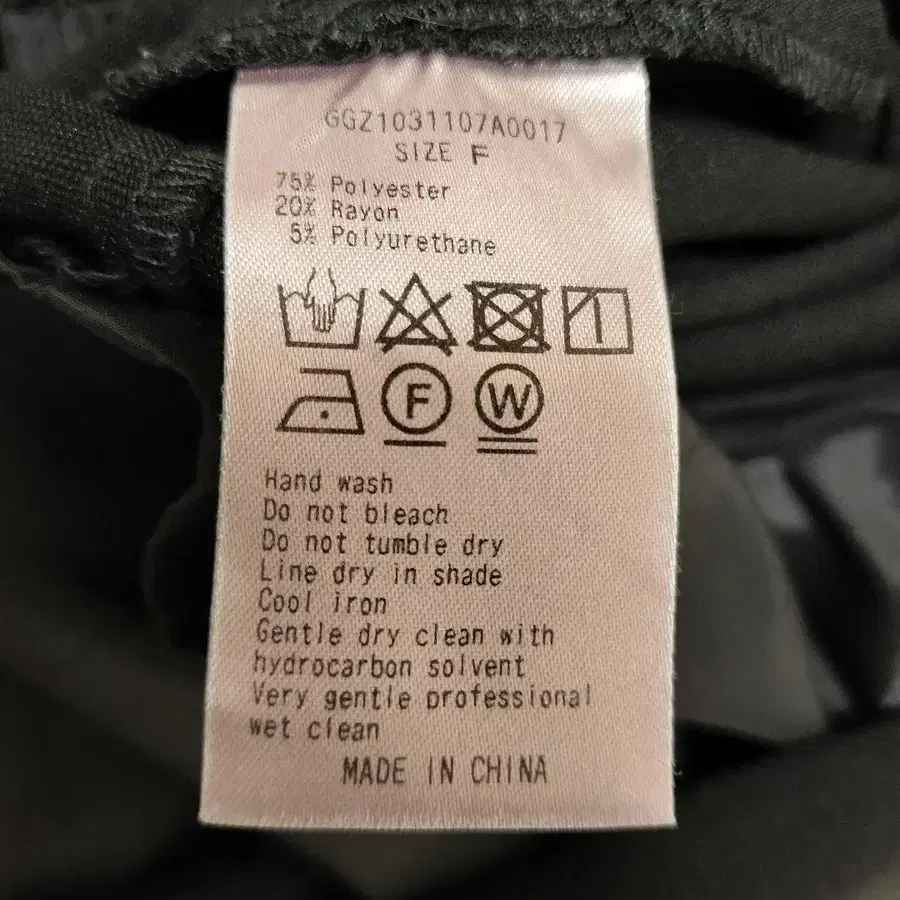 GGZ1031107A0017
SIZE F
75% Polyester
20% Rayon
5% Polyurethane
F W
Hand wash
Do not bleach
Do not tumble dry
Line dry in shade
Cool iron
Gentle dry clean with
hydrocarbon solvent
Very gentle professional
wet clean
MADE IN CHINA